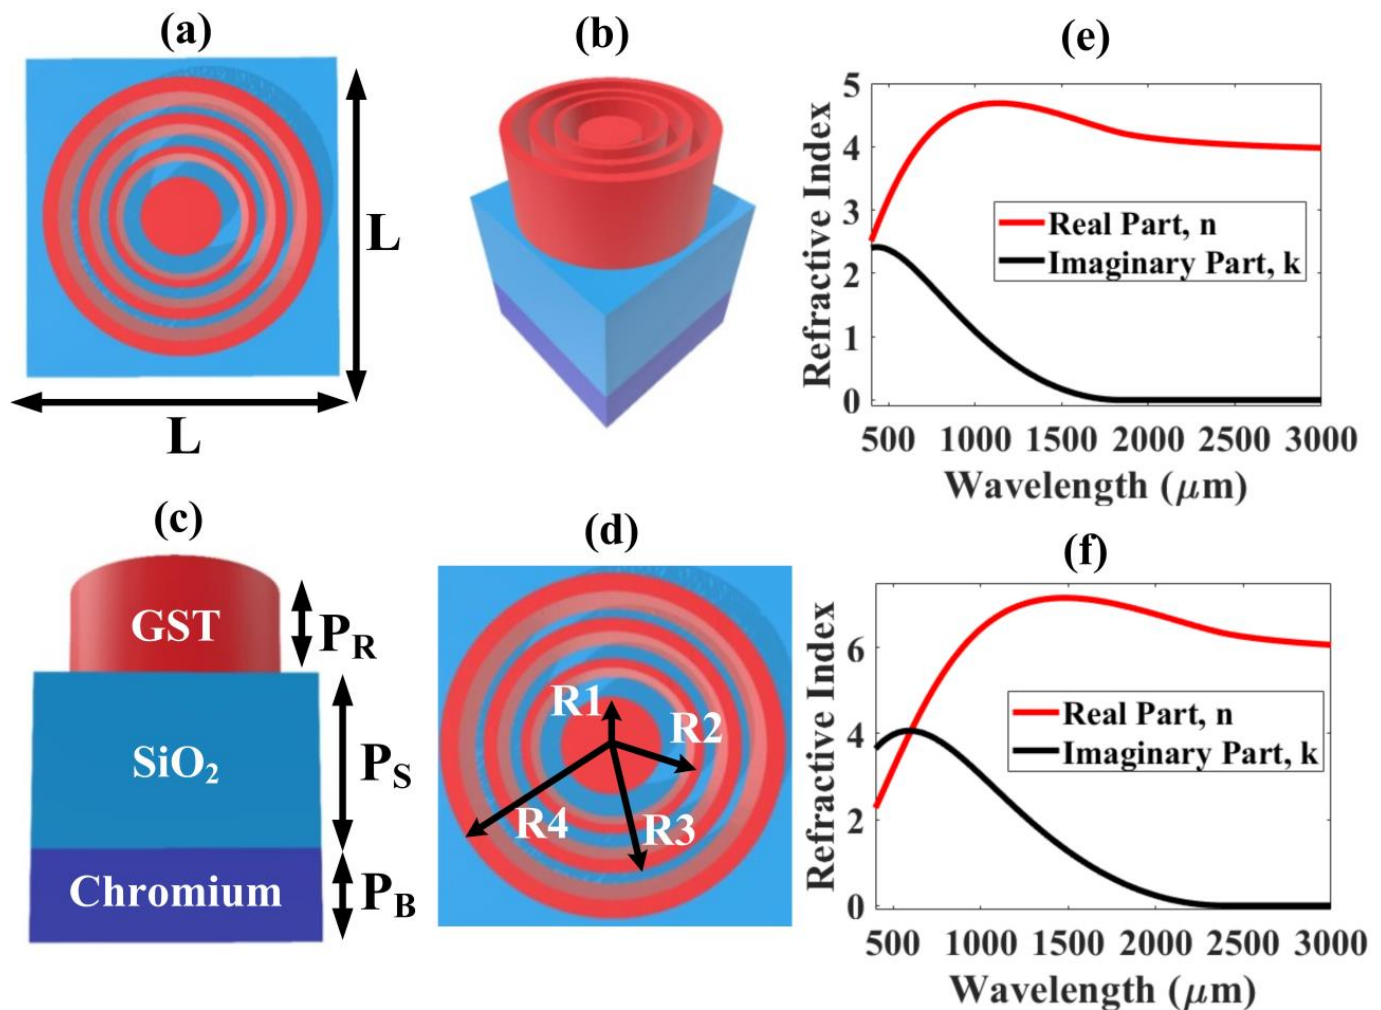 (a)
L
L
(b)
(e)
5
4
3
2
1
0
Refractive Index
Real Part, n
Imaginary Part, k
500 1000 1500 2000 2500 3000
Wavelength (μm)
(c)
GST
P_R
SiO₂
P_S
Chromium
P_B
(d)
R1
R2
R3
R4
(f)
6
4
2
0
Refractive Index
Real Part, n
Imaginary Part, k
500 1000 1500 2000 2500 3000
Wavelength (μm)